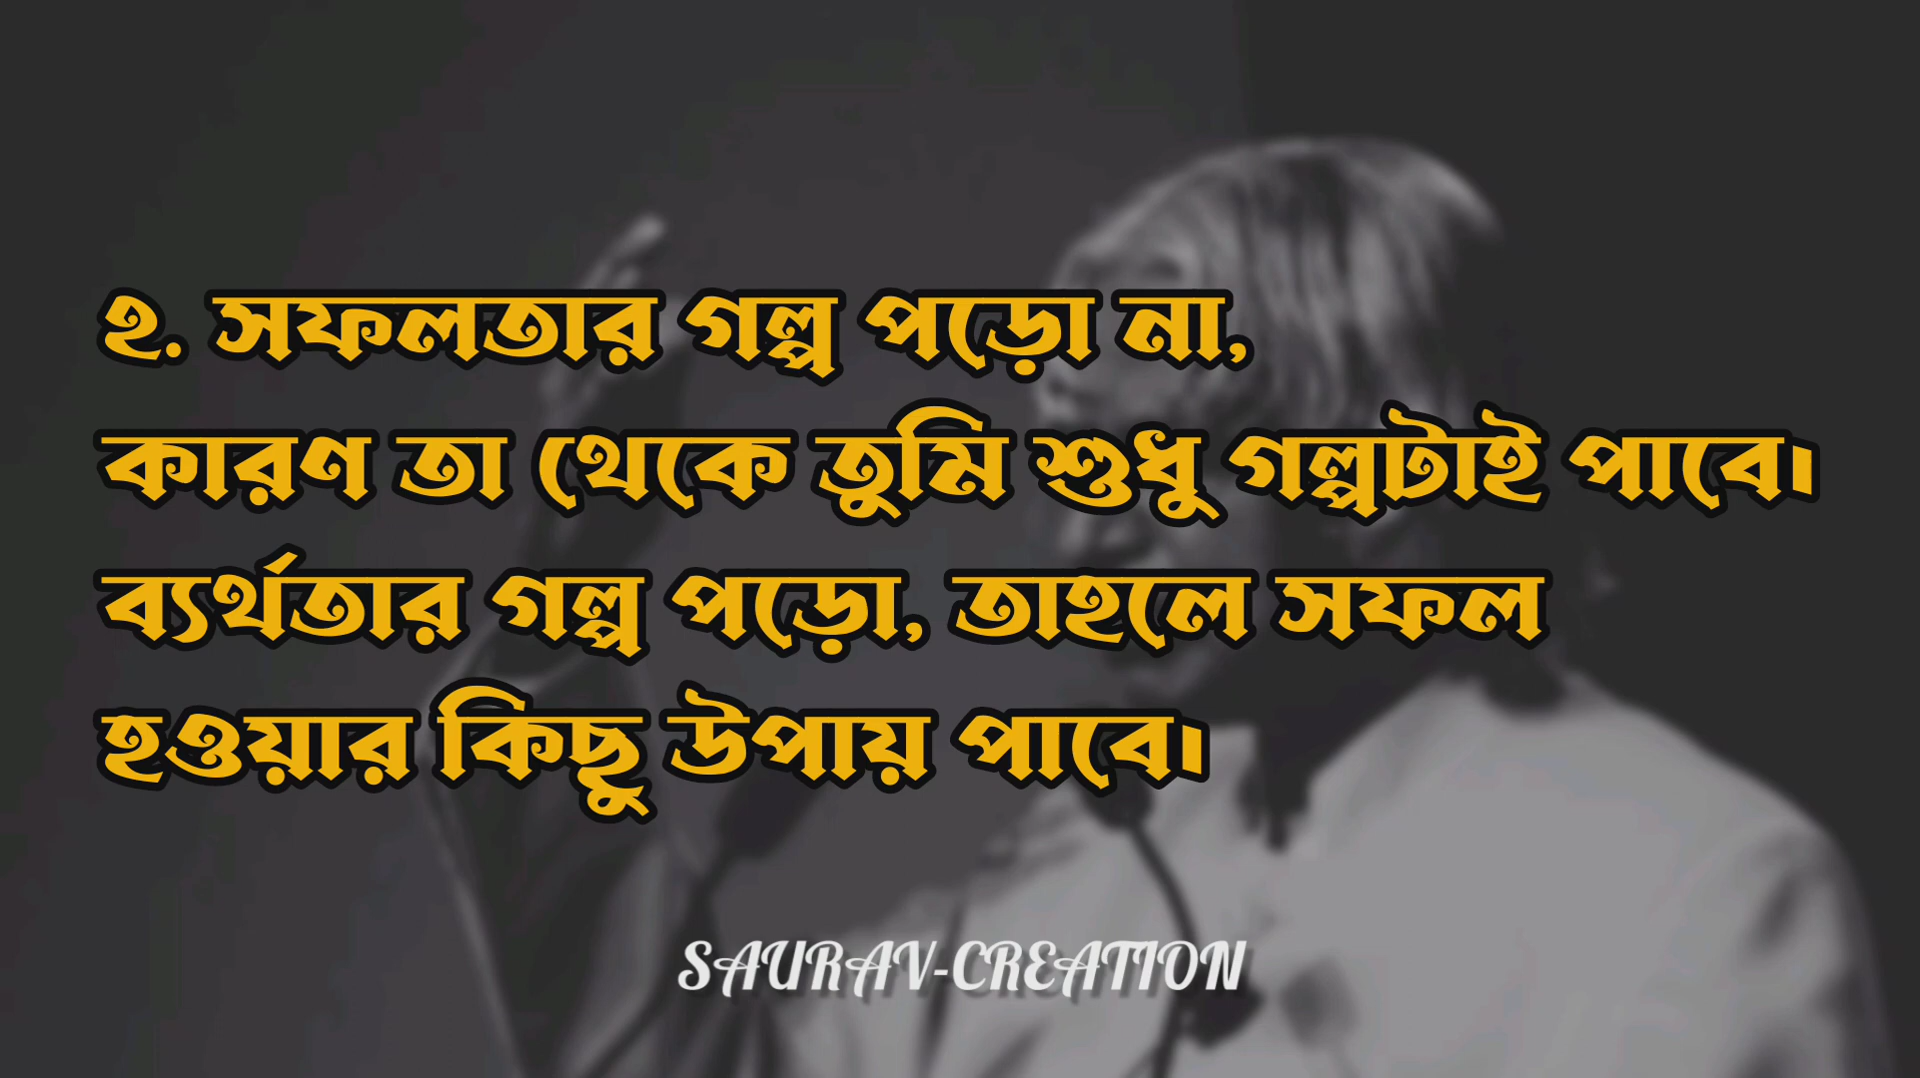 ২. সফলতার গল্প পড়ো না,
কারণ তা থেকে তুমি শুধু গল্পটাই পাবে।
ব্যর্থতার গল্প পড়ো, তাহলে সফল
হওয়ার কিছু উপায় পাবে।
SAURAV-CREATION